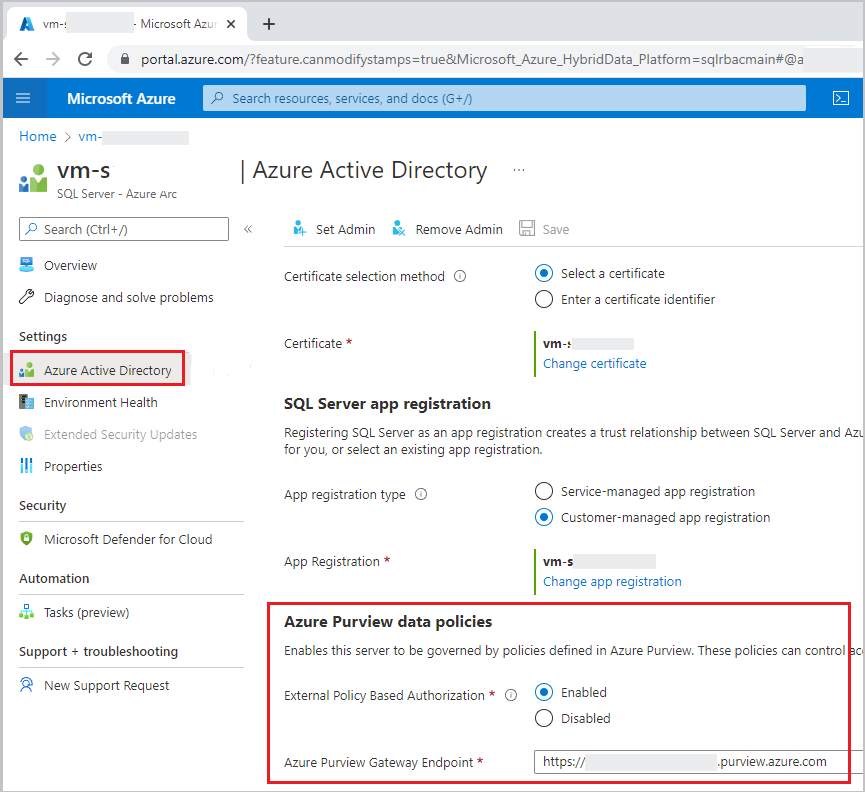 vm-s - Microsoft Azu
portal.azure.com/?feature.canmodifystamps=true&Microsoft_Azure_HybridData_Platform=sqlrbacmain#@a
Microsoft Azure
Search resources, services, and docs (G+/)
Home > vm-
vm-s | Azure Active Directory ...
SQL Server - Azure Arc
Search (Ctrl+/) «
Overview
Diagnose and solve problems
Settings
Azure Active Directory
Environment Health
Extended Security Updates
Properties
Security
Microsoft Defender for Cloud
Automation
Tasks (preview)
Support + troubleshooting
New Support Request
Set Admin Remove Admin Save
Certificate selection method
Select a certificate
Enter a certificate identifier
Certificate *
vm-s
Change certificate
SQL Server app registration
Registering SQL Server as an app registration creates a trust relationship between SQL Server and Azu
for you, or select an existing app registration.
App registration type
Service-managed app registration
Customer-managed app registration
App Registration *
vm-s
Change app registration
Azure Purview data policies
Enables this server to be governed by policies defined in Azure Purview. These policies can control acc
External Policy Based Authorization *
Enabled
Disabled
Azure Purview Gateway Endpoint *
https:// .purview.azure.com